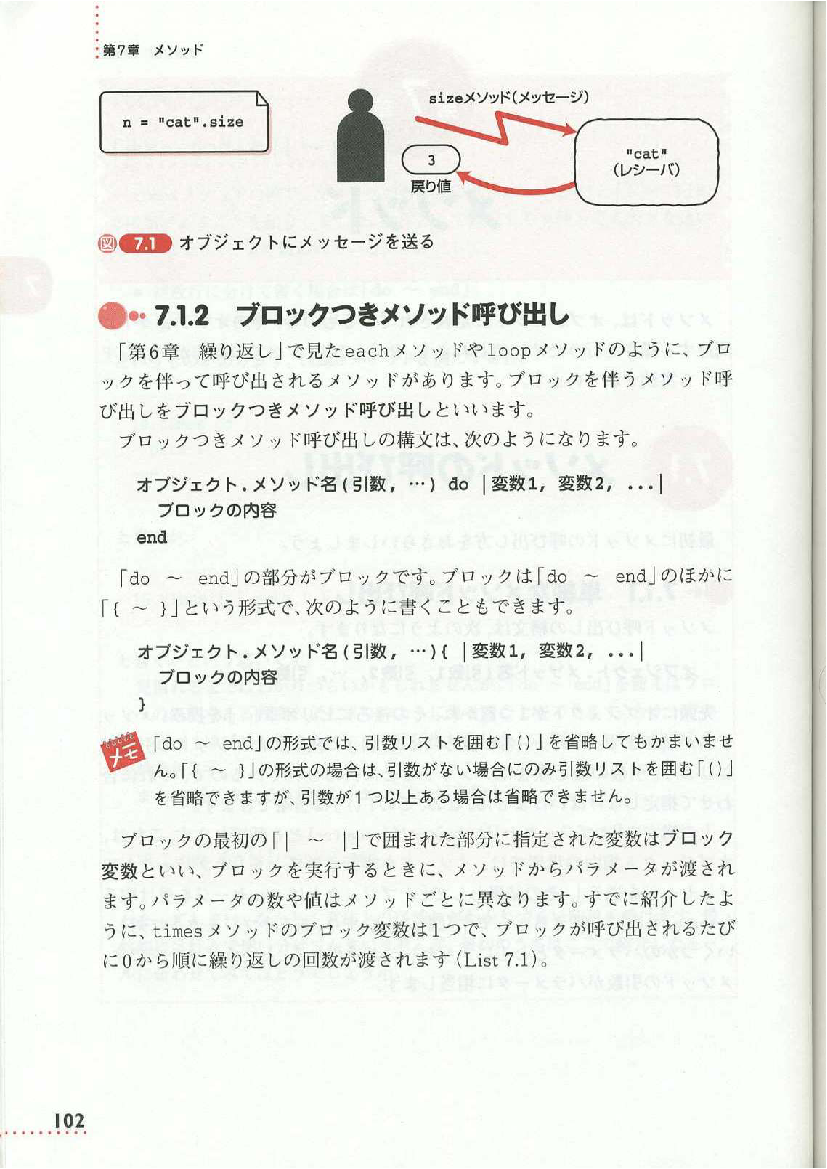 第7章 メソッド
n = "cat".size
sizeメソッド(メッセージ)
"cat"
(レシーバ)
3
戻り値
図 7.1 オブジェクトにメッセージを送る
7.1.2 ブロックつきメソッド呼び出し
「第6章 繰り返し」で見たeachメソッドやloopメソッドのように、ブロ
ックを伴って呼び出されるメソッドがあります。ブロックを伴うメソッド呼
び出しをブロックつきメソッド呼び出しといいます。
ブロックつきメソッド呼び出しの構文は、次のようになります。
オブジェクト.メソッド名(引数, …) do |変数1, 変数2, ...|
ブロックの内容
end
「do ~ end」の部分がブロックです。ブロックは「do ~ end」のほかに
「{ ~ }」という形式で、次のように書くこともできます。
オブジェクト.メソッド名(引数, …){ |変数1, 変数2, ...|
ブロックの内容
}
メモ 「do ~ end」の形式では、引数リストを囲む「()」を省略してもかまいませ
ん。「{ ~ }」の形式の場合は、引数がない場合にのみ引数リストを囲む「()」
を省略できますが、引数が1つ以上ある場合は省略できません。
ブロックの最初の「| ~ |」で囲まれた部分に指定された変数はブロック
変数といい、ブロックを実行するときに、メソッドからパラメータが渡され
ます。パラメータの数や値はメソッドごとに異なります。すでに紹介したよ
うに、timesメソッドのブロック変数は1つで、ブロックが呼び出されるたび
に0から順に繰り返しの回数が渡されます(List 7.1)。
102